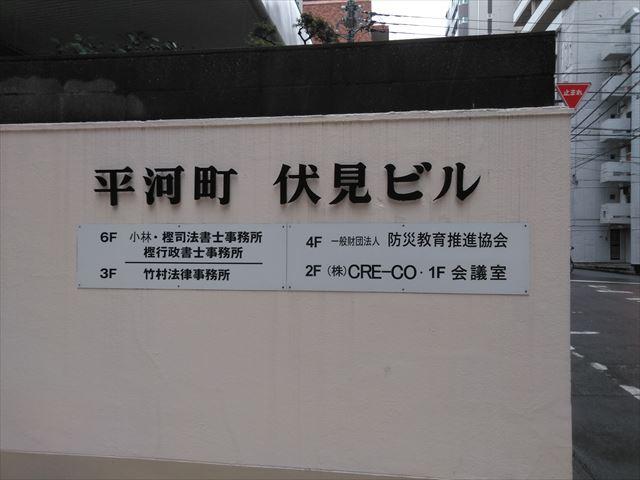 平河町 伏見ビル
6F 小林・樫司法書士事務所
樫行政書士事務所
3F 竹村法律事務所
4F 一般財団法人 防災教育推進協会
2F (株)CRE-CO・1F 会議室
止まれ